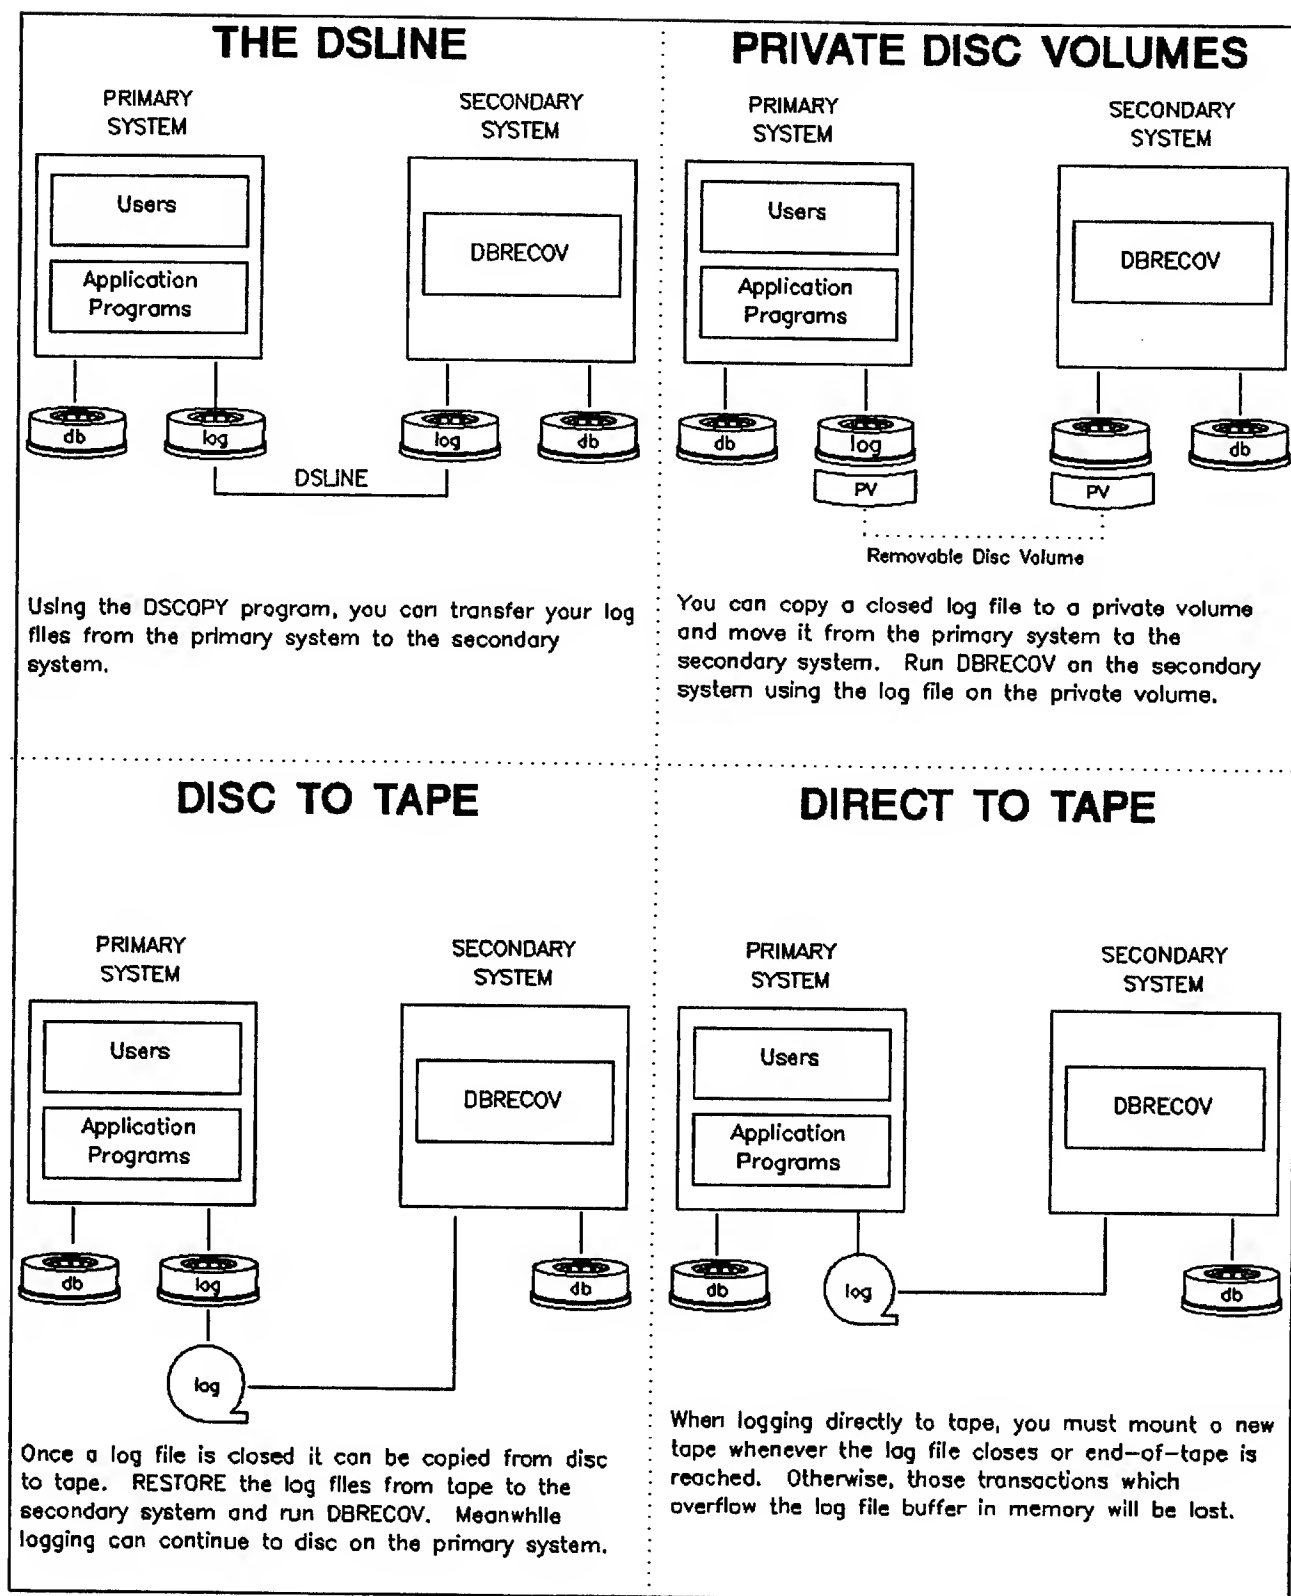 THE DSLINE
PRIMARY
SYSTEM
SECONDARY
SYSTEM
Users
Application
Programs
DBRECOV
db
log
log
db
DSLINE
Using the DSCOPY program, you can transfer your log
files from the primary system to the secondary
system.
PRIVATE DISC VOLUMES
PRIMARY
SYSTEM
SECONDARY
SYSTEM
Users
Application
Programs
DBRECOV
db
log
db
PV
PV
Removable Disc Volume
You can copy a closed log file to a private volume
and move it from the primary system to the
secondary system. Run DBRECOV on the secondary
system using the log file on the private volume.
DISC TO TAPE
PRIMARY
SYSTEM
SECONDARY
SYSTEM
Users
Application
Programs
DBRECOV
db
log
db
log
Once a log file is closed it can be copied from disc
to tape. RESTORE the log files from tape to the
secondary system and run DBRECOV. Meanwhile
logging can continue to disc on the primary system.
DIRECT TO TAPE
PRIMARY
SYSTEM
SECONDARY
SYSTEM
Users
Application
Programs
DBRECOV
db
log
db
When logging directly to tape, you must mount a new
tape whenever the log file closes or end-of-tape is
reached. Otherwise, those transactions which
overflow the log file buffer in memory will be lost.